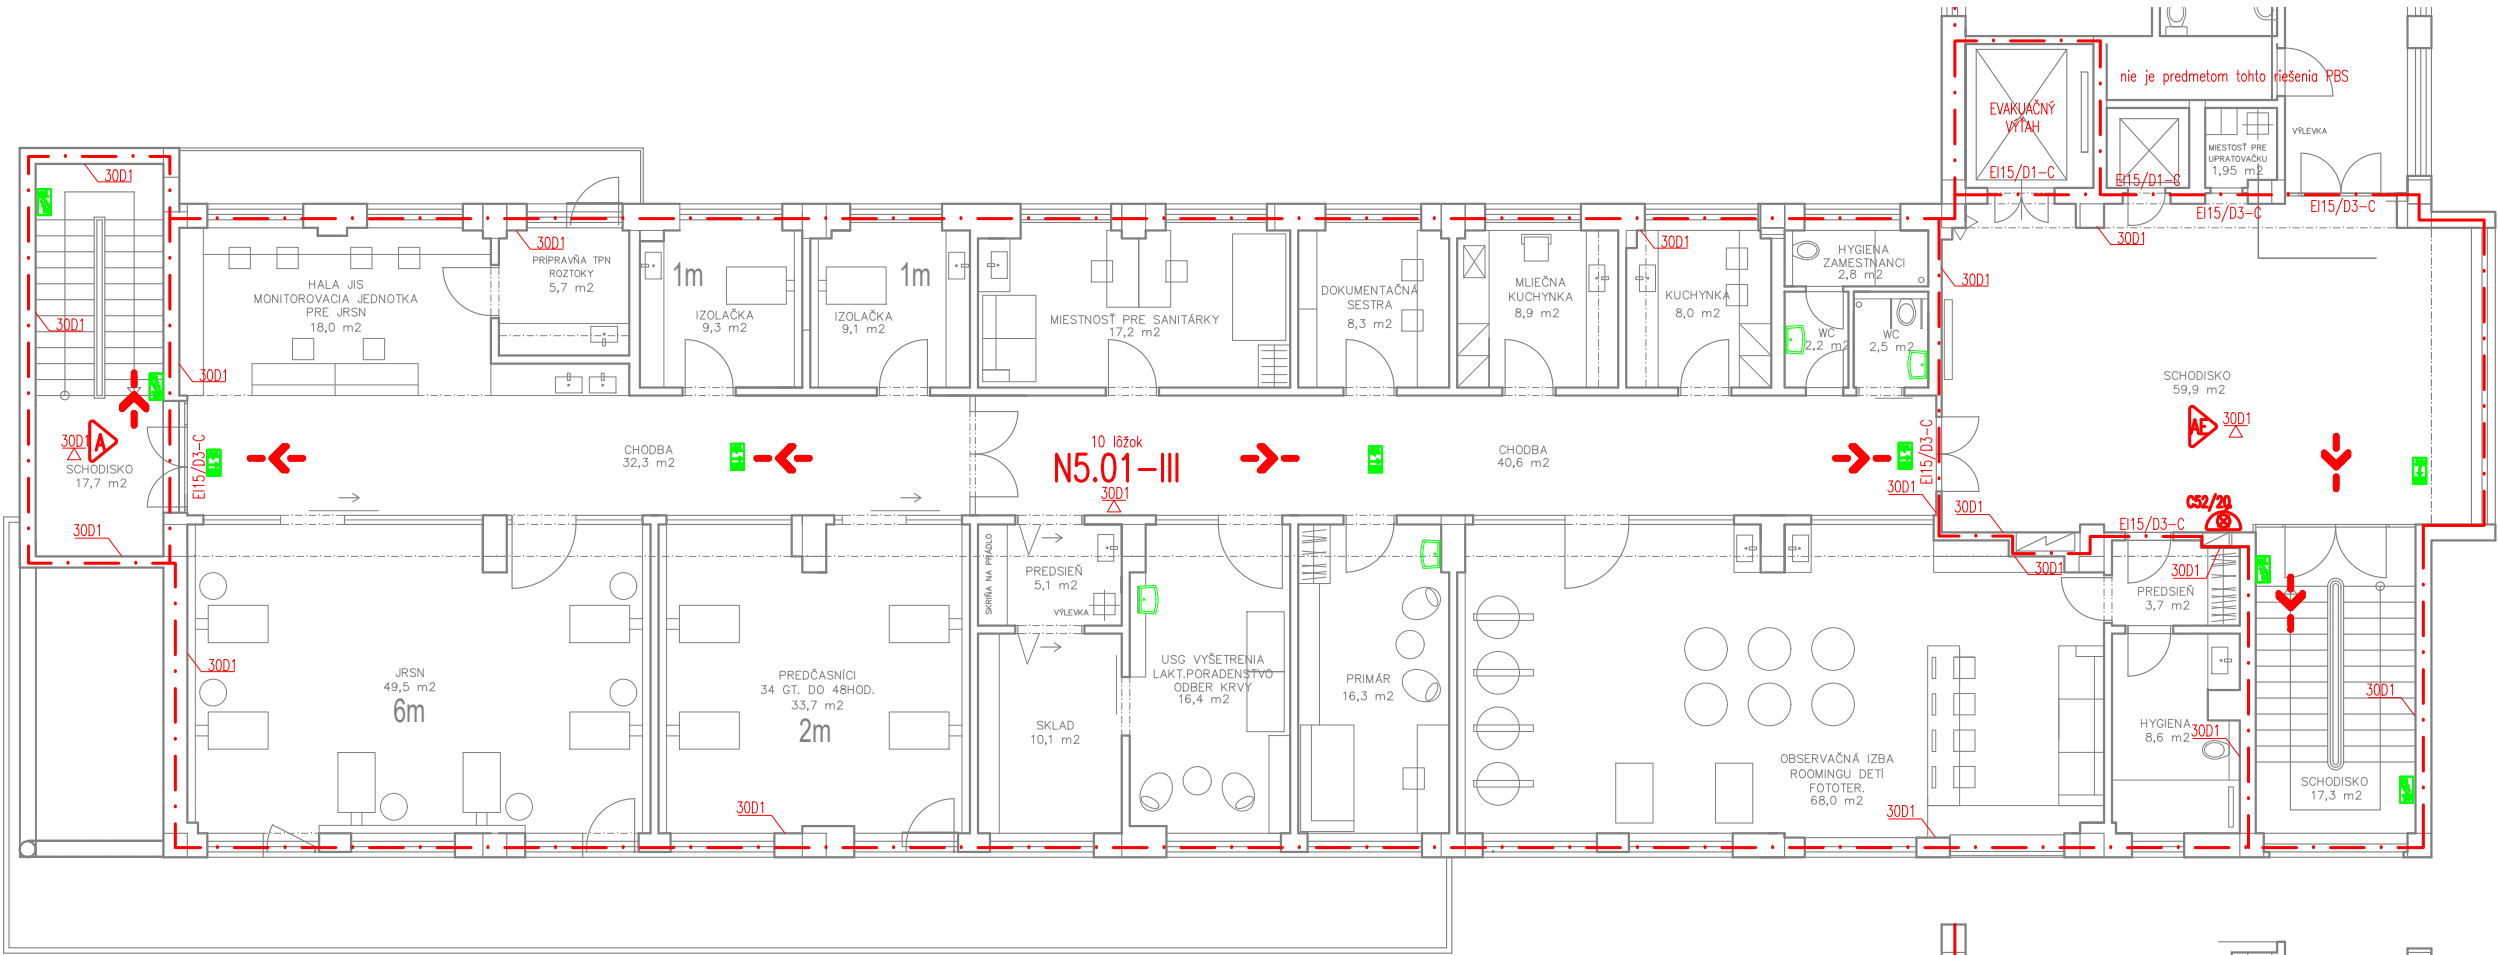 nie je predmetom tohto riešenia PBS
EVAKUAČNÝ
VÝTAH
EI15/D1-C
EI15/D1-C
EI15/D3-C
EI15/D3-C
VÝLEVKA
MIESTOSŤ PRE
UPRATOVAČKU
1,95 m2
30D1
30D1
30D1
30D1
30D1
30D1
30D1
HALA JIS
MONITOROVACIA JEDNOTKA
PRE JRSN
18,0 m2
PRÍPRAVŇA TPN
ROZTOKY
5,7 m2
1m
IZOLAČKA
9,3 m2
1m
IZOLAČKA
9,1 m2
MIESTNOSŤ PRE SANITÁRKY
17,2 m2
DOKUMENTAČNÁ
SESTRA
8,3 m2
MLIEČNA
KUCHYNKA
8,9 m2
KUCHYNKA
8,0 m2
HYGIENA
ZAMESTNANCI
2,8 m2
WC
2,2 m2
WC
2,5 m2
SCHODISKO
59,9 m2
AE
30D1
30D1
A
SCHODISKO
17,7 m2
EI15/D3-C
CHODBA
32,3 m2
10 lôžok
N5.01-III
30D1
CHODBA
40,6 m2
EI15/D3-C
30D1
30D1
C52/20
EI15/D3-C
30D1
30D1
30D1
SKRIŇA NA PRÁDLO
PREDSIEŇ
5,1 m2
VÝLEVKA
PREDSIEŇ
3,7 m2
30D1
JRSN
49,5 m2
6m
PREDČASNÍCI
34 GT. DO 48HOD.
33,7 m2
2m
SKLAD
10,1 m2
USG VYŠETRENIA
LAKT.PORADENSTVO
ODBER KRVY
16,4 m2
PRIMÁR
16,3 m2
OBSERVAČNÁ IZBA
ROOMINGU DETÍ
FOTOTER.
68,0 m2
HYGIENA
8,6 m2
30D1
30D1
SCHODISKO
17,3 m2
30D1
30D1